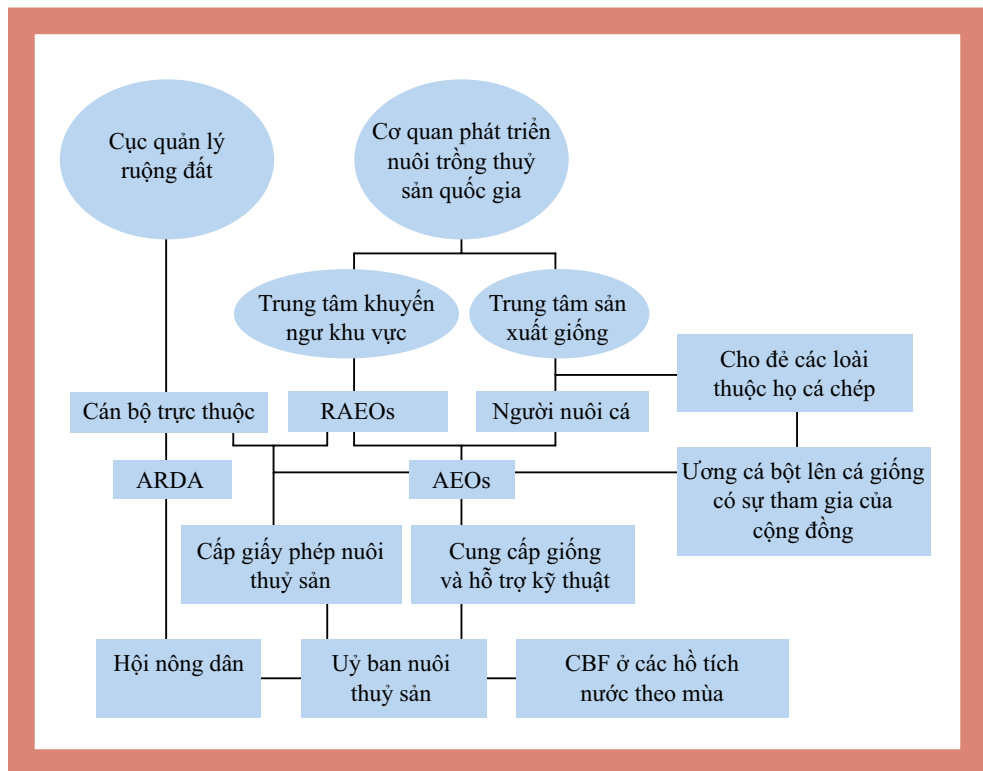 Cục quản lý
ruộng đất
Cơ quan phát triển
nuôi trồng thuỷ
sản quốc gia
Trung tâm khuyến
ngư khu vực
Trung tâm sản
xuất giống
Cho đẻ các loài
thuộc họ cá chép
Cán bộ trực thuộc
RAEOs
Người nuôi cá
ARDA
AEOs
Ương cá bột lên cá giống
có sự tham gia của
cộng đồng
Cấp giấy phép nuôi
thuỷ sản
Cung cấp giống
và hỗ trợ kỹ thuật
Hội nông dân
Uỷ ban nuôi
thuỷ sản
CBF ở các hồ tích
nước theo mùa